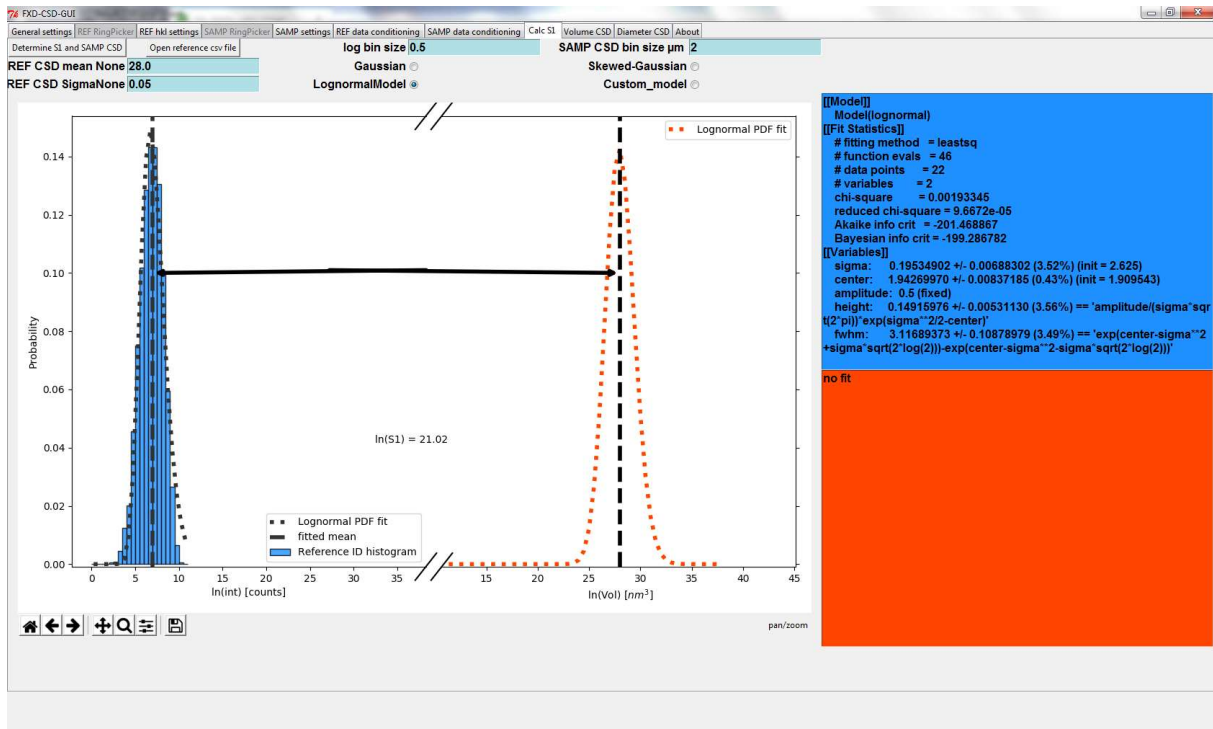 FXD-CSD-GUI
General settings REF RingPicker REF hkl settings SAMP RingPicker SAMP settings REF data conditioning SAMP data conditioning Calc S1 Volume CSD Diameter CSD About
Determine S1 and SAMP CSD Open reference csv file log bin size 0.5 SAMP CSD bin size µm 2
REF CSD mean None 28.0 Gaussian Skewed-Gaussian
REF CSD SigmaNone 0.05 LognormalModel Custom_model
Lognormal PDF fit
0.14
0.12
0.10
0.08
0.06
0.04
0.02
0.00
Probability
ln(S1) = 21.02
Lognormal PDF fit
fitted mean
Reference ID histogram
0 5 10 15 20 25 30 35 15 20 25 30 35 40 45
ln(int) [counts] ln(Vol) [nm³]
pan/zoom
[[Model]]
Model(lognormal)
[[Fit Statistics]]
# fitting method = leastsq
# function evals = 46
# data points = 22
# variables = 2
chi-square = 0.00193345
reduced chi-square = 9.6672e-05
Akaike info crit = -201.468867
Bayesian info crit = -199.286782
[[Variables]]
sigma: 0.19534902 +/- 0.00688302 (3.52%) (init = 2.625)
center: 1.94269970 +/- 0.00837185 (0.43%) (init = 1.909543)
amplitude: 0.5 (fixed)
height: 0.14915976 +/- 0.00531130 (3.56%) == 'amplitude/(sigma*sqr
t(2*pi))*exp(sigma**2/2-center)'
fwhm: 3.11689373 +/- 0.10878979 (3.49%) == 'exp(center-sigma**2
+sigma*sqrt(2*log(2)))-exp(center-sigma**2-sigma*sqrt(2*log(2)))'
no fit